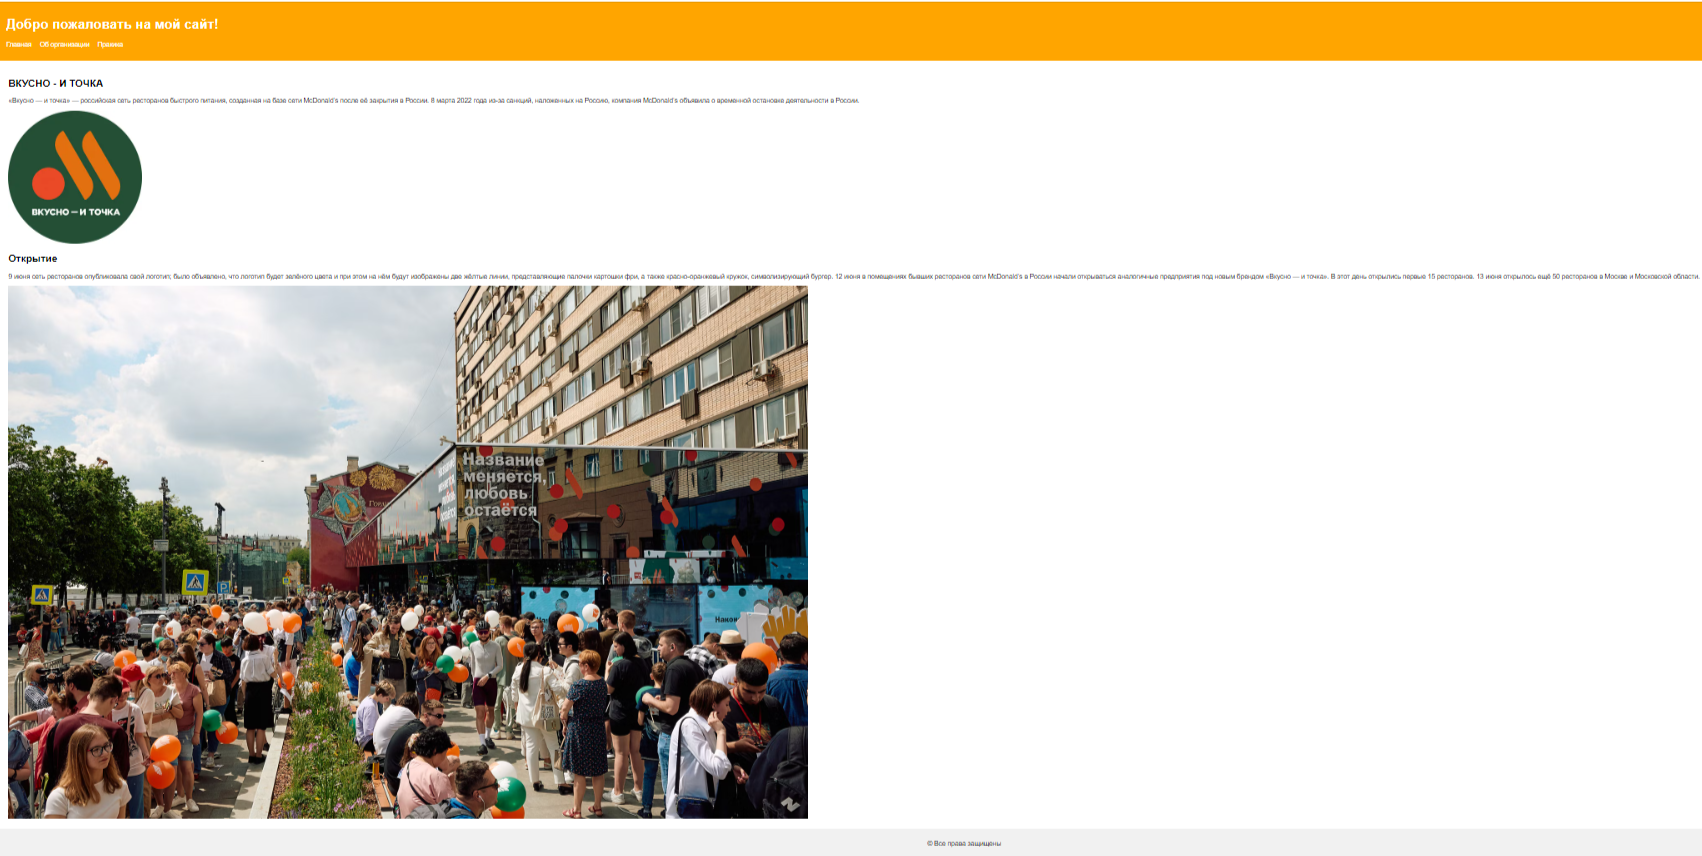 Добро пожаловать на мой сайт!
Главная Об организации
ВКУСНО - И ТОЧКА
«Вкусно — и точка» — российская сеть ресторанов быстрого питания, созданная на базе сети McDonald's после её закрытия в России. 8 марта 2022 года из-за санкций, наложенных на Россию, компания McDonald's объявила о временной остановке деятельности в России.
ВКУСНО — И ТОЧКА
Открытие
9 июня сеть ресторанов опубликовала свой логотип; было объявлено, что логотип будет зелёного цвета и при этом на нём будут изображены две жёлтые линии, представляющие палочки картошки фри, а также красно-оранжевый кружок, символизирующий бургер. 12 июня в помещениях бывших ресторанов сети McDonald's в России начали открываться аналогичные предприятия под новым брендом «Вкусно — и точка». В этот день открылись первые 15 ресторанов. 13 июня открылось ещё 50 ресторанов в Москве и Московской области.
Название
меняется,
любовь
остаётся
P
© Все права защищены